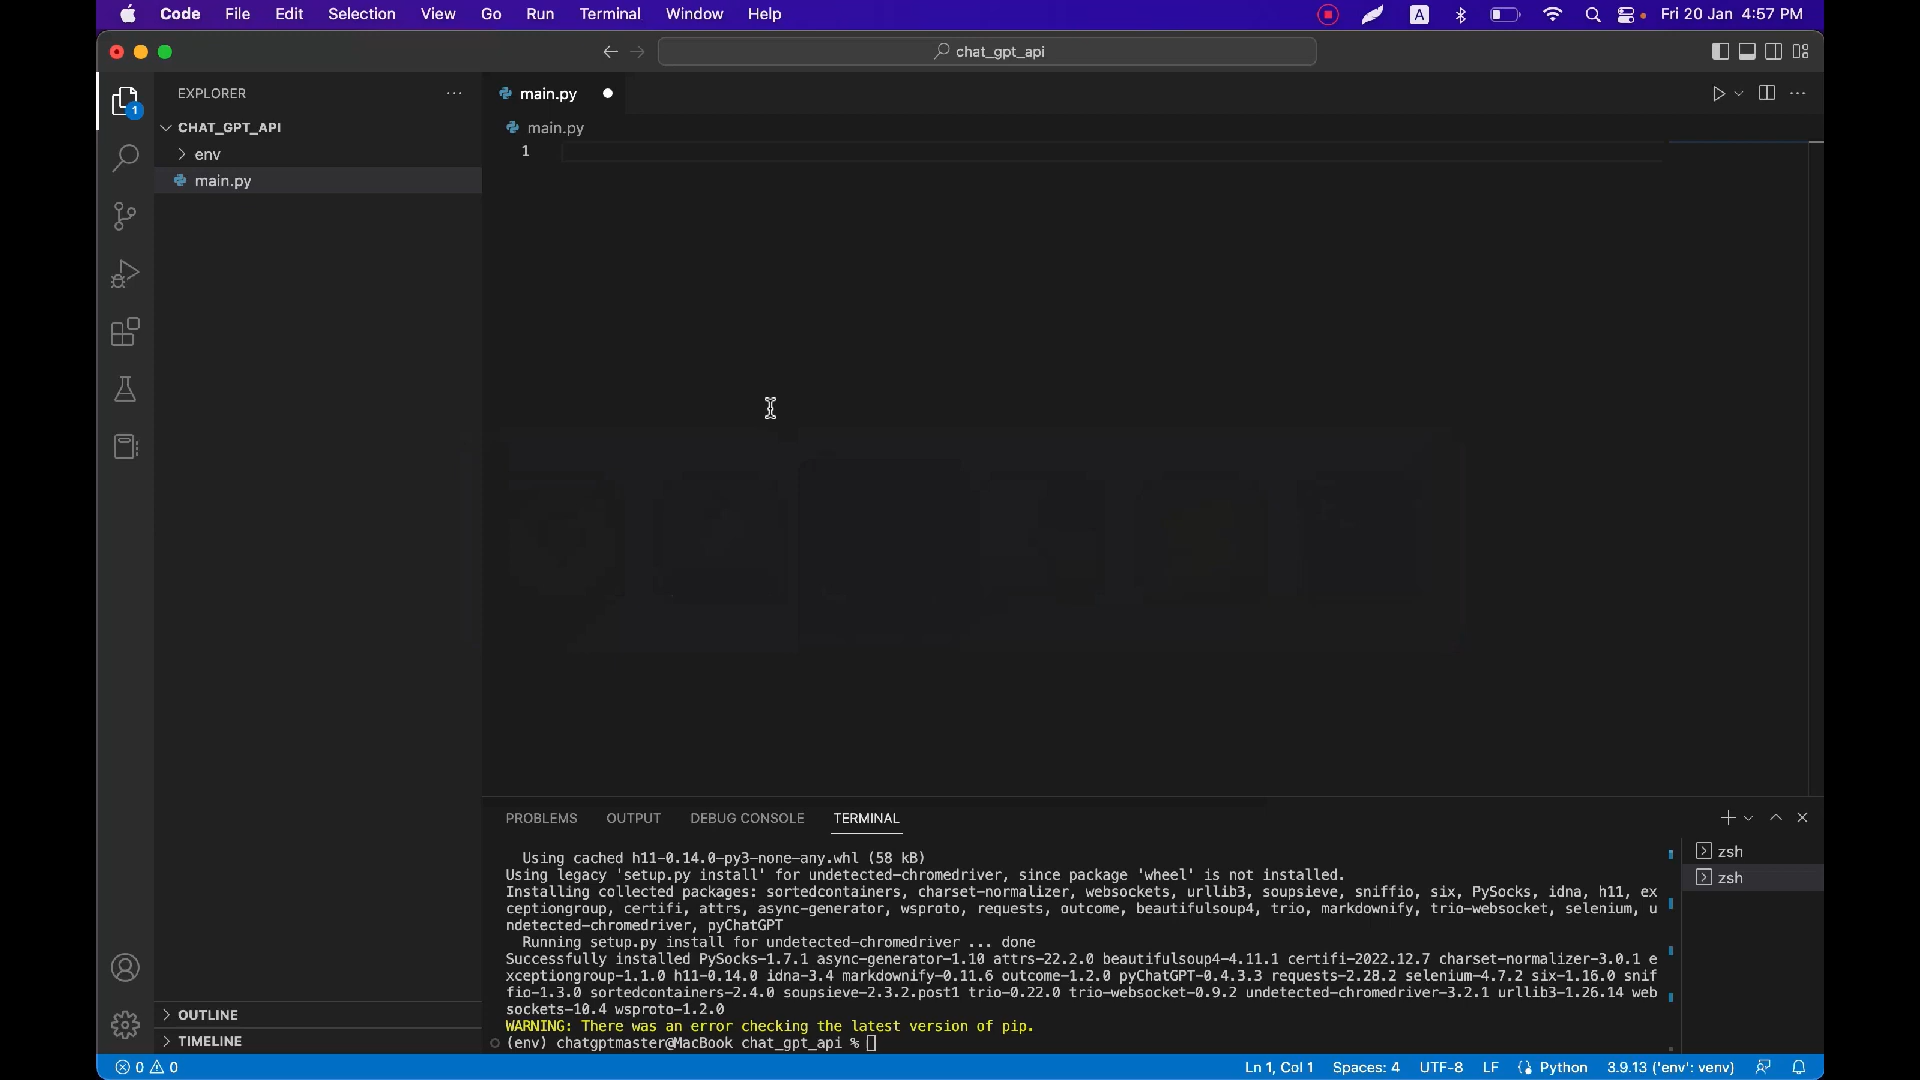 Code File Edit Selection View Go Run Terminal Window Help A Fri 20 Jan 4:57 PM
chat_gpt_api
EXPLORER
1
CHAT_GPT_API
env
main.py
main.py
main.py
1
PROBLEMS OUTPUT DEBUG CONSOLE TERMINAL
Using cached h11-0.14.0-py3-none-any.whl (58 kB)
Using legacy 'setup.py install' for undetected-chromedriver, since package 'wheel' is not installed.
Installing collected packages: sortedcontainers, charset-normalizer, websockets, urllib3, soupsieve, sniffio, six, PySocks, idna, h11, ex
ceptiongroup, certifi, attrs, async-generator, wsproto, requests, outcome, beautifulsoup4, trio, markdownify, trio-websocket, selenium, u
ndetected-chromedriver, pyChatGPT
Running setup.py install for undetected-chromedriver ... done
Successfully installed PySocks-1.7.1 async-generator-1.10 attrs-22.2.0 beautifulsoup4-4.11.1 certifi-2022.12.7 charset-normalizer-3.0.1 e
xceptiongroup-1.1.0 h11-0.14.0 idna-3.4 markdownify-0.11.6 outcome-1.2.0 pyChatGPT-0.4.3.3 requests-2.28.2 selenium-4.7.2 six-1.16.0 snif
fio-1.3.0 sortedcontainers-2.4.0 soupsieve-2.3.2.post1 trio-0.22.0 trio-websocket-0.9.2 undetected-chromedriver-3.2.1 urllib3-1.26.14 web
sockets-10.4 wsproto-1.2.0
WARNING: There was an error checking the latest version of pip.
(env) chatgptmaster@MacBook chat_gpt_api %
zsh
zsh
OUTLINE
TIMELINE
0 0 Ln 1, Col 1 Spaces: 4 UTF-8 LF Python 3.9.13 ('env': venv)